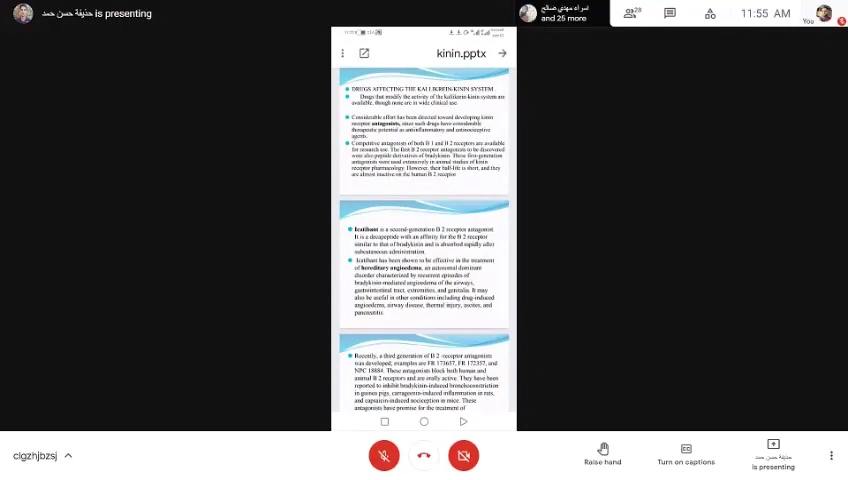 حذيفة حسن حمد is presenting
اسراء مهدي صالح
and 25 more
28
11:55 AM
You
kinin.pptx
DRUGS AFFECTING THE KALLIKREIN-KININ SYSTEM
Drugs that modify the activity of the kallikrein-kinin system are
available, though none are in wide clinical use.
Considerable effort has been directed toward developing kinin
receptor antagonists, since such drugs have considerable
therapeutic potential as antiinflammatory and antinociceptive
agents.
Competitive antagonists of both B 1 and B 2 receptors are available
for research use. The first B 2 receptor antagonists to be discovered
were also peptide derivatives of bradykinin. These first-generation
antagonists were used extensively in animal studies of kinin
receptor pharmacology. However, their half-life is short, and they
are almost inactive on the human B 2 receptor
Icatibant is a second-generation B 2 receptor antagonist.
It is a decapeptide with an affinity for the B 2 receptor
similar to that of bradykinin and is absorbed rapidly after
subcutaneous administration.
Icatibant has been shown to be effective in the treatment
of hereditary angioedema, an autosomal dominant
disorder characterized by recurrent episodes of
bradykinin-mediated angioedema of the airways,
gastrointestinal tract, extremities, and genitalia. It may
also be useful in other conditions including drug-induced
angioedema, airway disease, thermal injury, ascites, and
pancreatitis.
Recently, a third generation of B 2 -receptor antagonists
was developed; examples are FR 173657, FR 172357, and
NPC 18884. These antagonists block both human and
animal B 2 receptors and are orally active. They have been
reported to inhibit bradykinin-induced bronchoconstriction
in guinea pigs, carrageenin-induced inflammation in rats,
and capsaicin-induced nociception in mice. These
antagonists have promise for the treatment of
clgzhjbzsj
Raise hand
Turn on captions
حذيفة حسن حمد
is presenting